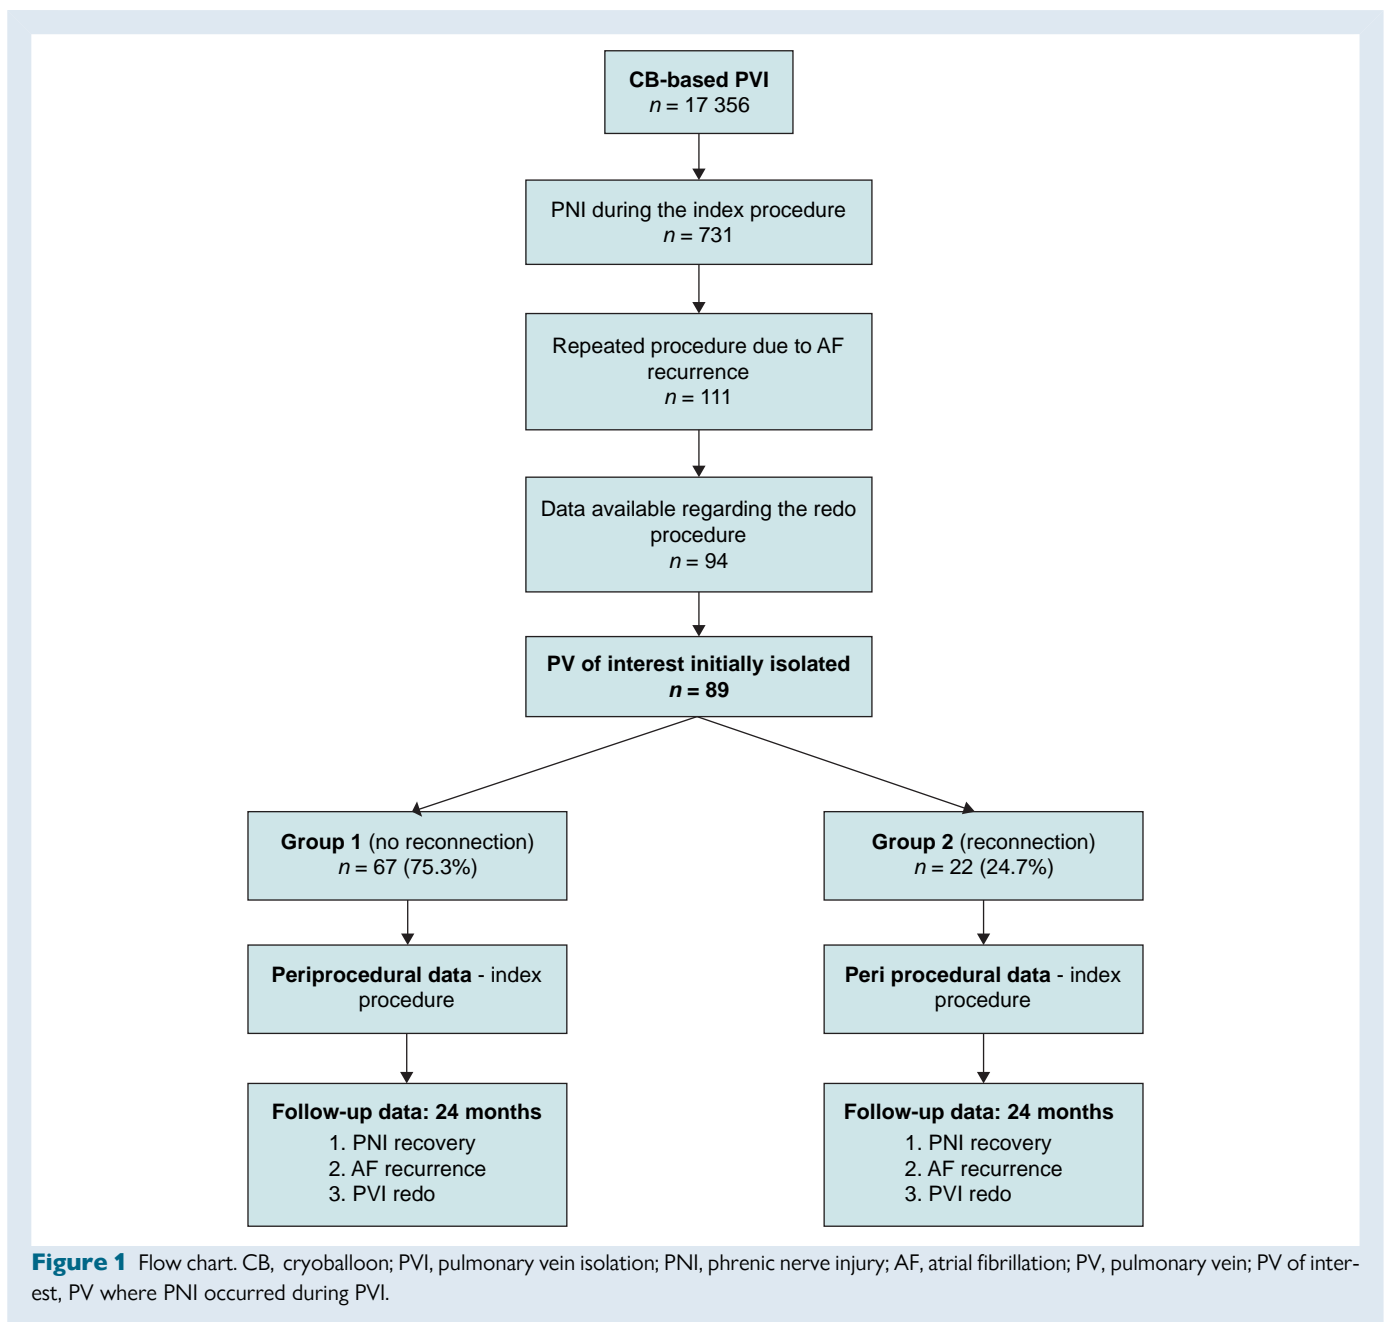 CB-based PVI
n = 17 356
PNI during the index procedure
n = 731
Repeated procedure due to AF
recurrence
n = 111
Data available regarding the redo
procedure
n = 94
PV of interest initially isolated
n = 89
Group 1 (no reconnection)
n = 67 (75.3%)
Group 2 (reconnection)
n = 22 (24.7%)
Periprocedural data - index
procedure
Peri procedural data - index
procedure
Follow-up data: 24 months
1. PNI recovery
2. AF recurrence
3. PVI redo
Follow-up data: 24 months
1. PNI recovery
2. AF recurrence
3. PVI redo
Figure 1 Flow chart. CB, cryoballoon; PVI, pulmonary vein isolation; PNI, phrenic nerve injury; AF, atrial fibrillation; PV, pulmonary vein; PV of inter-
est, PV where PNI occurred during PVI.